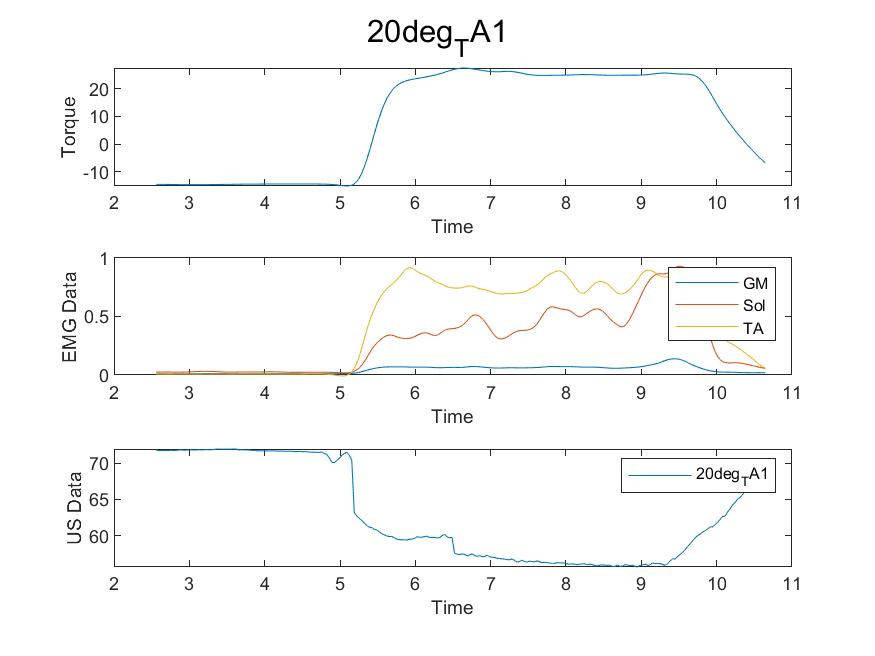 20deg_TA1
20
10
0
-10
Torque
2 3 4 5 6 7 8 9 10 11
Time
1
0.5
0
EMG Data
GM
Sol
TA
2 3 4 5 6 7 8 9 10 11
Time
70
65
60
US Data
20deg_TA1
2 3 4 5 6 7 8 9 10 11
Time